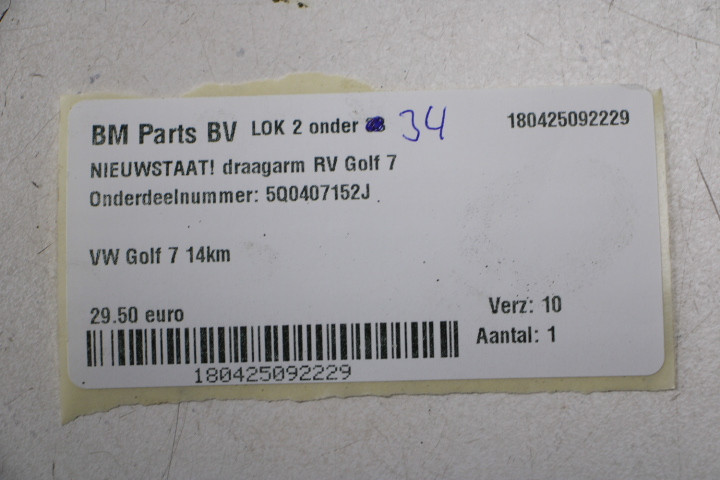 BM Parts BV LOK 2 onder 34 180425092229
NIEUWSTAAT! draagarm RV Golf 7
Onderdeelnummer: 5Q0407152J
VW Golf 7 14km
29.50 euro Verz: 10
Aantal: 1
180425092229